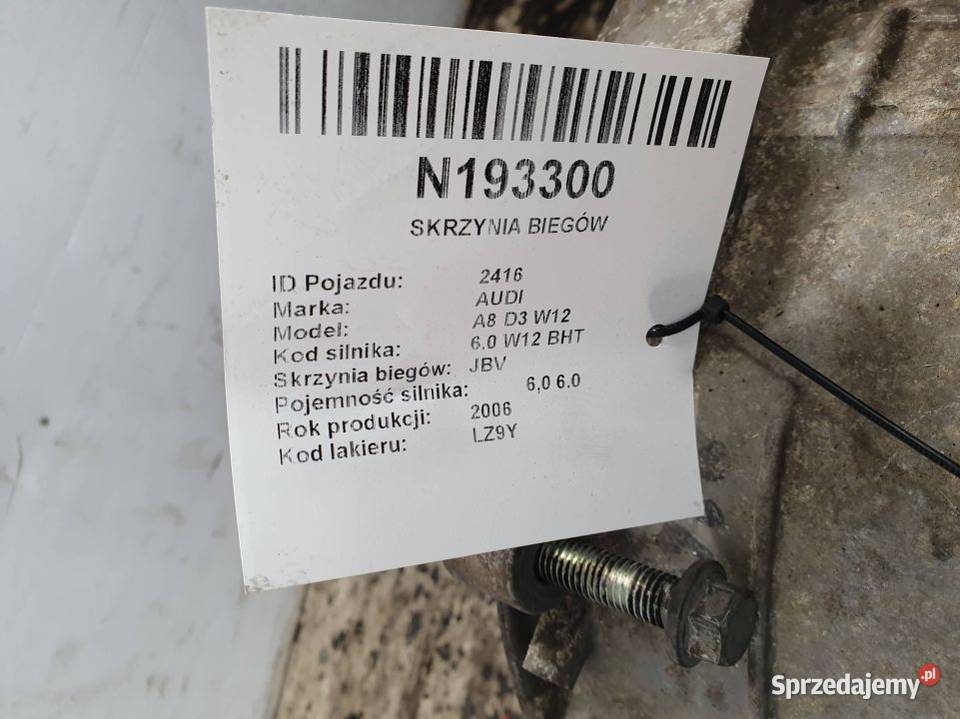 N193300
SKRZYNIA BIEGÓW
ID Pojazdu: 2416
Marka: AUDI
Model: A8 D3 W12
Kod silnika: 6.0 W12 BHT
Skrzynia biegów: JBV
Pojemność silnika: 6,0 6.0
Rok produkcji: 2006
Kod lakieru: LZ9Y
Sprzedajemy.pl